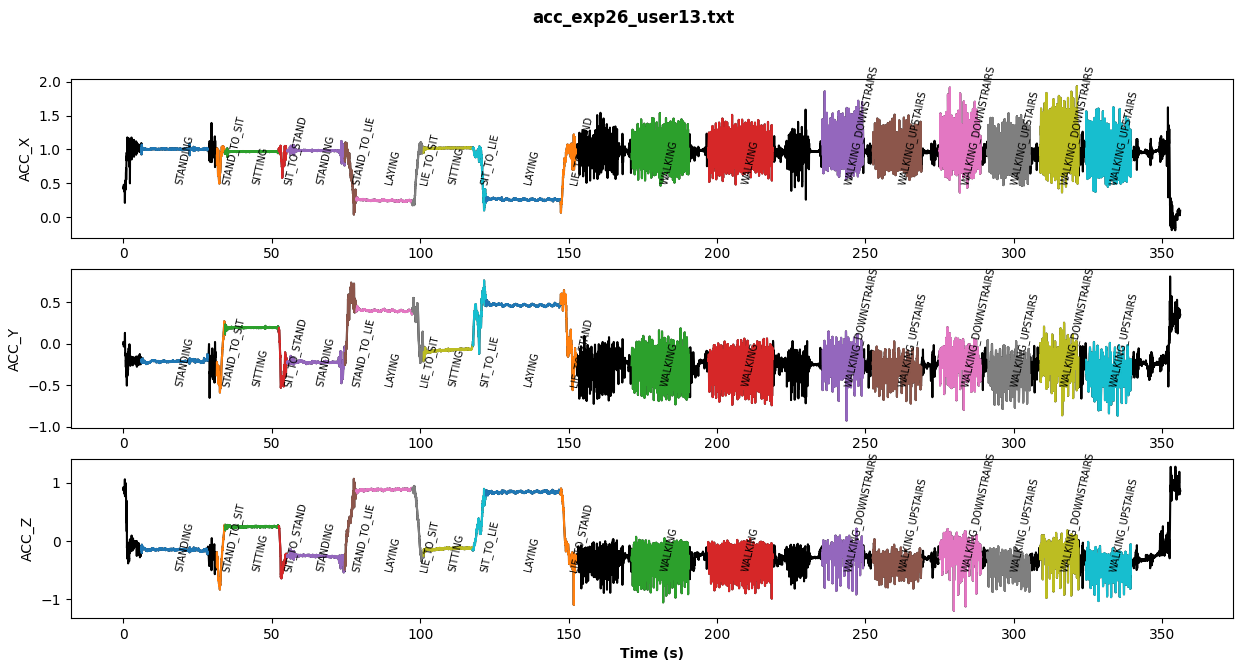 acc_exp26_user13.txt
ACC_X
2.0
1.5
1.0
0.5
0.0
STANDING
STAND_TO_SIT
SITTING
SIT_TO_STAND
STANDING
STAND_TO_LIE
LAYING
LIE_TO_SIT
SITTING
SIT_TO_LIE
LAYING
LIE_TO_STAND
WALKING
WALKING
WALKING_DOWNSTAIRS
WALKING_UPSTAIRS
WALKING_DOWNSTAIRS
WALKING_UPSTAIRS
WALKING_DOWNSTAIRS
WALKING_UPSTAIRS
0 50 100 150 200 250 300 350
ACC_Y
0.5
0.0
−0.5
−1.0
STANDING
STAND_TO_SIT
SITTING
SIT_TO_STAND
STANDING
STAND_TO_LIE
LAYING
LIE_TO_SIT
SITTING
SIT_TO_LIE
LAYING
LIE_TO_STAND
WALKING
WALKING
WALKING_DOWNSTAIRS
WALKING_UPSTAIRS
WALKING_DOWNSTAIRS
WALKING_UPSTAIRS
WALKING_DOWNSTAIRS
WALKING_UPSTAIRS
0 50 100 150 200 250 300 350
ACC_Z
1
0
−1
STANDING
STAND_TO_SIT
SITTING
SIT_TO_STAND
STANDING
STAND_TO_LIE
LAYING
LIE_TO_SIT
SITTING
SIT_TO_LIE
LAYING
LIE_TO_STAND
WALKING
WALKING
WALKING_DOWNSTAIRS
WALKING_UPSTAIRS
WALKING_DOWNSTAIRS
WALKING_UPSTAIRS
WALKING_DOWNSTAIRS
WALKING_UPSTAIRS
0 50 100 150 200 250 300 350
Time (s)